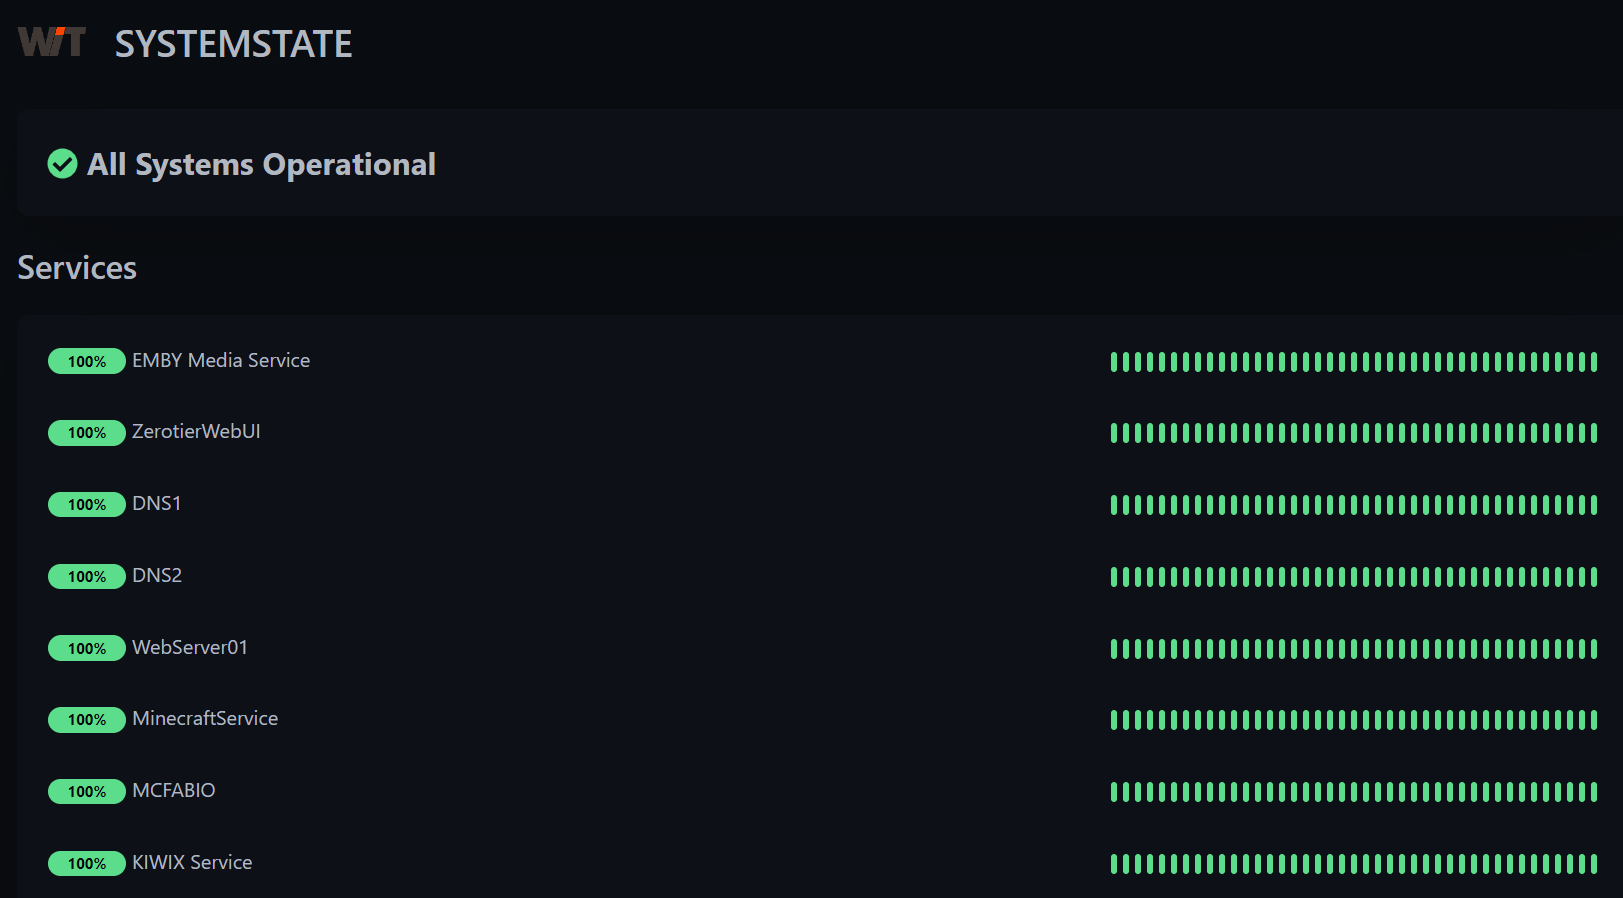 WIT SYSTEMSTATE
All Systems Operational
Services
100% EMBY Media Service
100% ZerotierWebUI
100% DNS1
100% DNS2
100% WebServer01
100% MinecraftService
100% MCFABIO
100% KIWIX Service